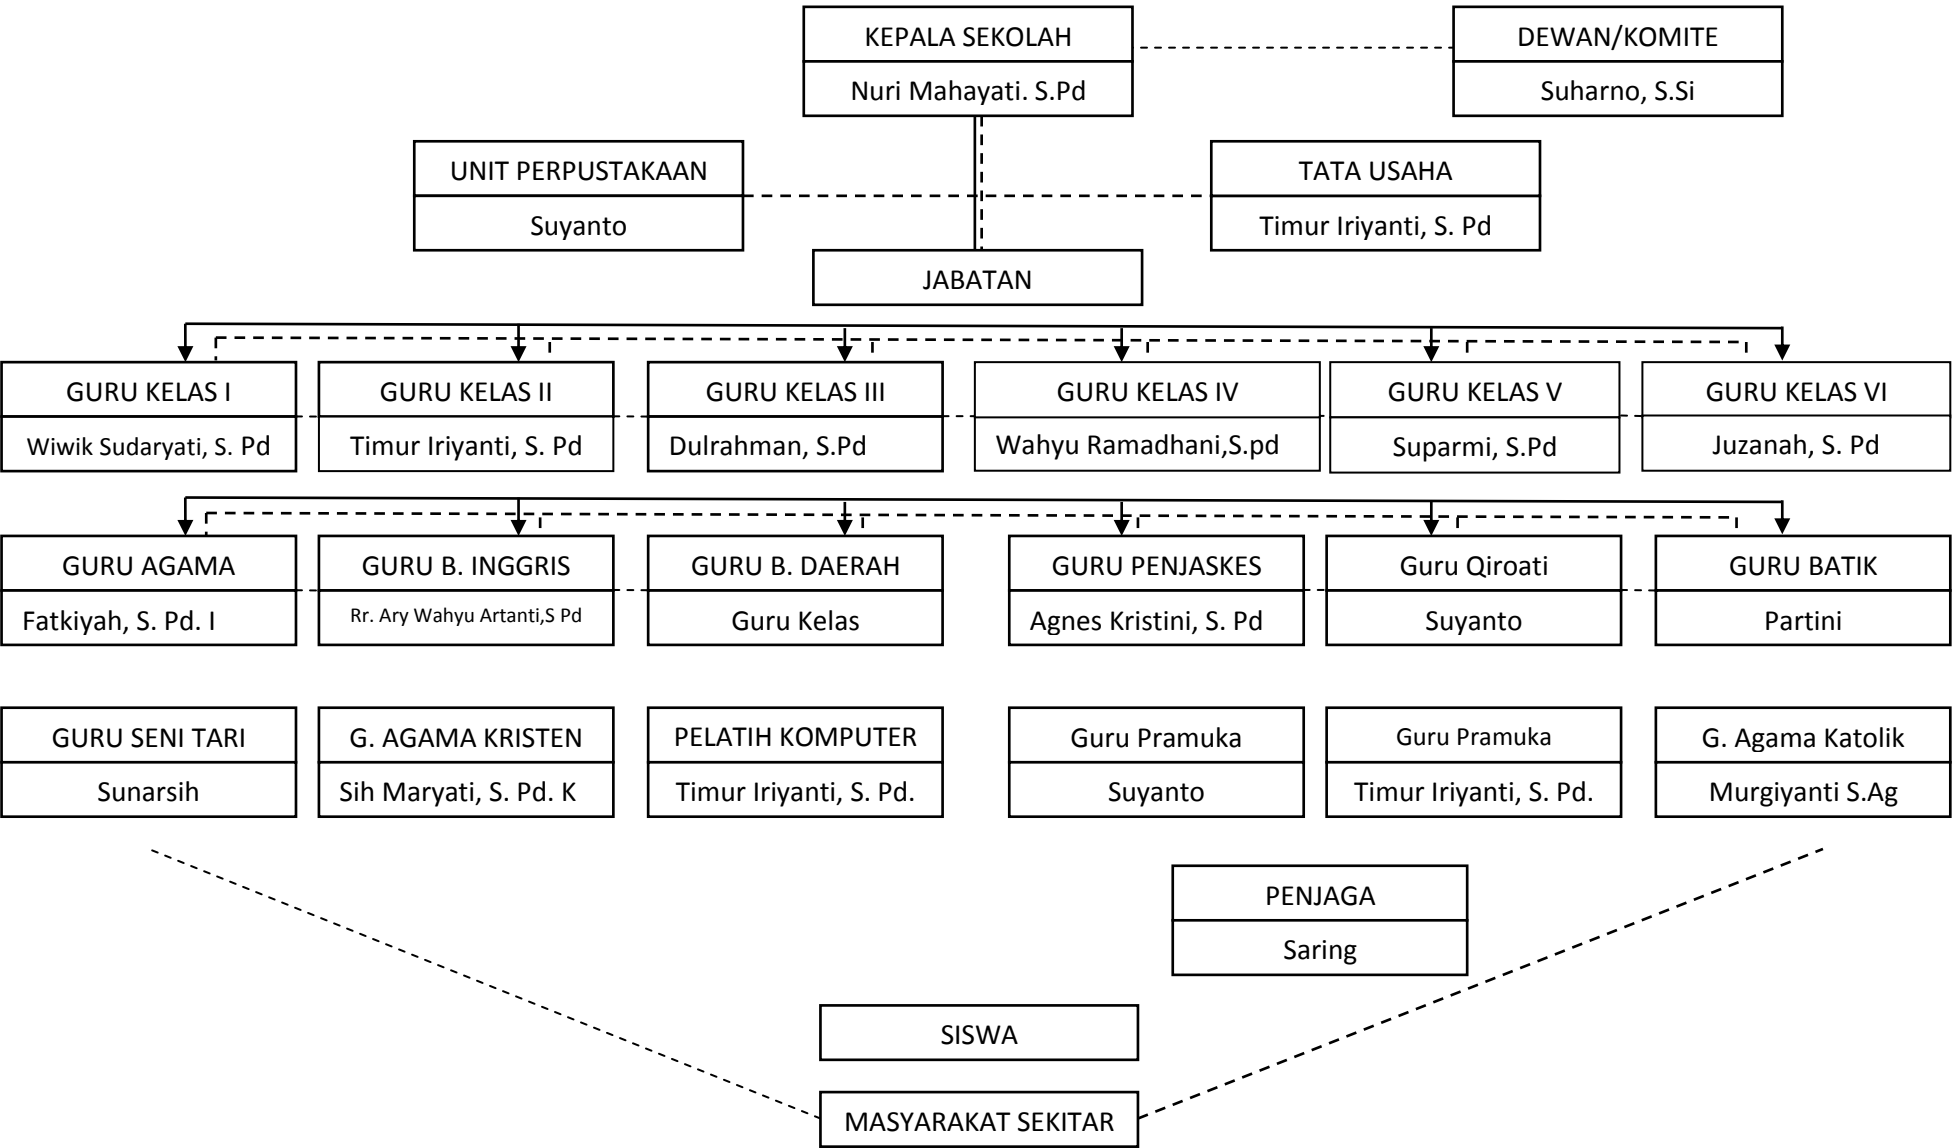 KEPALA SEKOLAH
Nuri Mahayati. S.Pd
DEWAN/KOMITE
Suharno, S.Si
UNIT PERPUSTAKAAN
Suyanto
TATA USAHA
Timur Iriyanti, S. Pd
JABATAN
GURU KELAS I
Wiwik Sudaryati, S. Pd
GURU KELAS II
Timur Iriyanti, S. Pd
GURU KELAS III
Dulrahman, S.Pd
GURU KELAS IV
Wahyu Ramadhani,S.pd
GURU KELAS V
Suparmi, S.Pd
GURU KELAS VI
Juzanah, S. Pd
GURU AGAMA
Fatkiyah, S. Pd. I
GURU B. INGGRIS
Rr. Ary Wahyu Artanti,S Pd
GURU B. DAERAH
Guru Kelas
GURU PENJASKES
Agnes Kristini, S. Pd
Guru Qiroati
Suyanto
GURU BATIK
Partini
GURU SENI TARI
Sunarsih
G. AGAMA KRISTEN
Sih Maryati, S. Pd. K
PELATIH KOMPUTER
Timur Iriyanti, S. Pd.
Guru Pramuka
Suyanto
Guru Pramuka
Timur Iriyanti, S. Pd.
G. Agama Katolik
Murgiyanti S.Ag
PENJAGA
Saring
SISWA
MASYARAKAT SEKITAR